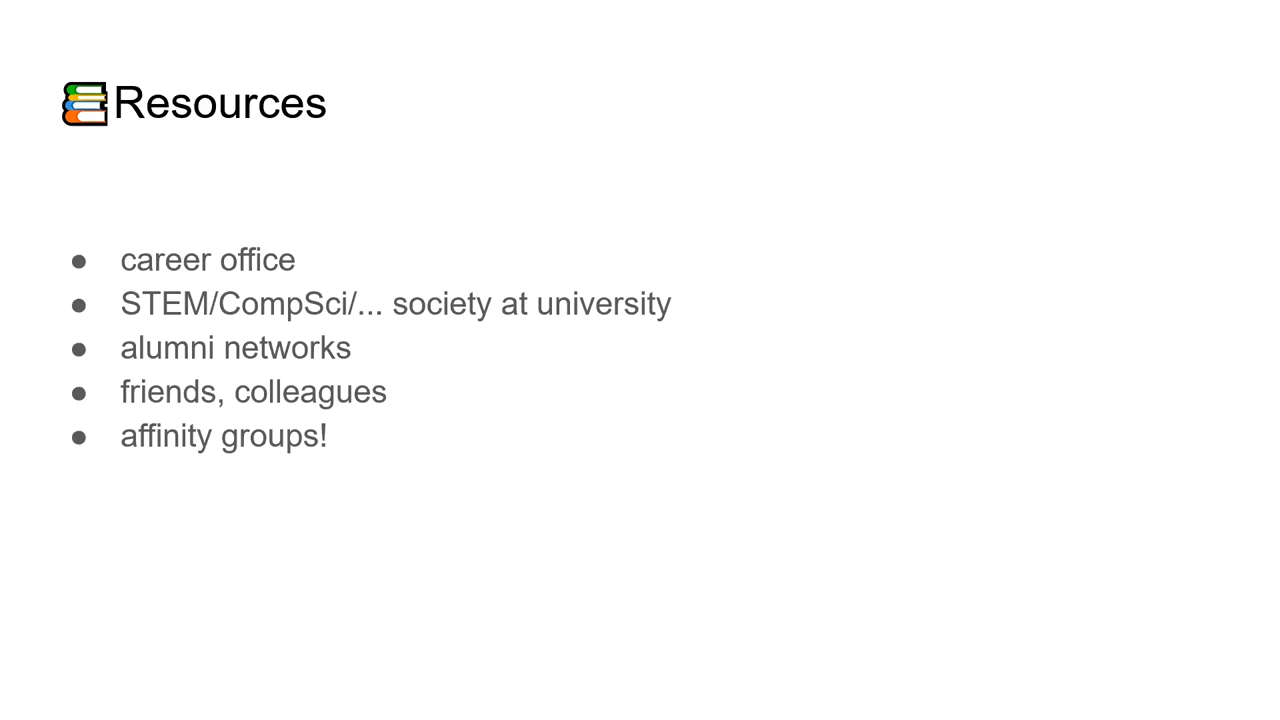 Resources
● career office
● STEM/CompSci/... society at university
● alumni networks
● friends, colleagues
● affinity groups!